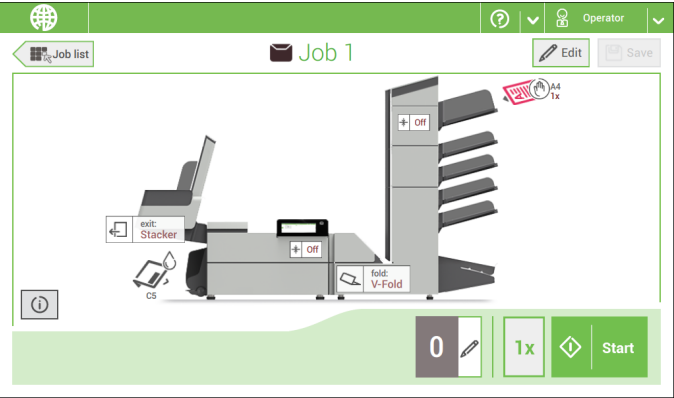 Operator
Job list
Job 1
Edit
Save
A4
1x
Off
exit:
Stacker
Off
fold:
V-Fold
C5
0
1x
Start